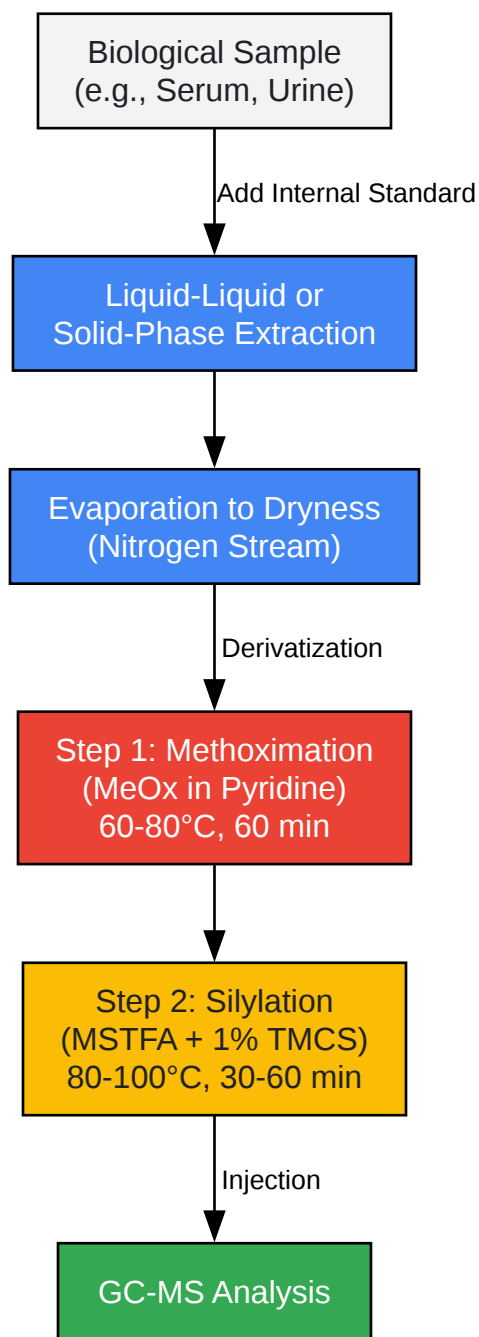 Biological Sample
(e.g., Serum, Urine)
Add Internal Standard
Liquid-Liquid or
Solid-Phase Extraction
Evaporation to Dryness
(Nitrogen Stream)
Derivatization
Step 1: Methoximation
(MeOx in Pyridine)
60-80°C, 60 min
Step 2: Silylation
(MSTFA + 1% TMCS)
80-100°C, 30-60 min
Injection
GC-MS Analysis